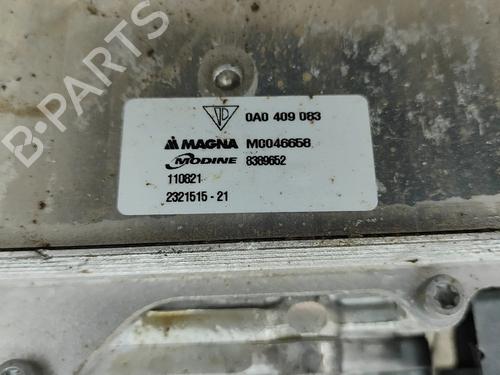 0A0 409 083
MAGNA M0046658
MODINE 8389652
110821
2321515 - 21
B-PARTS